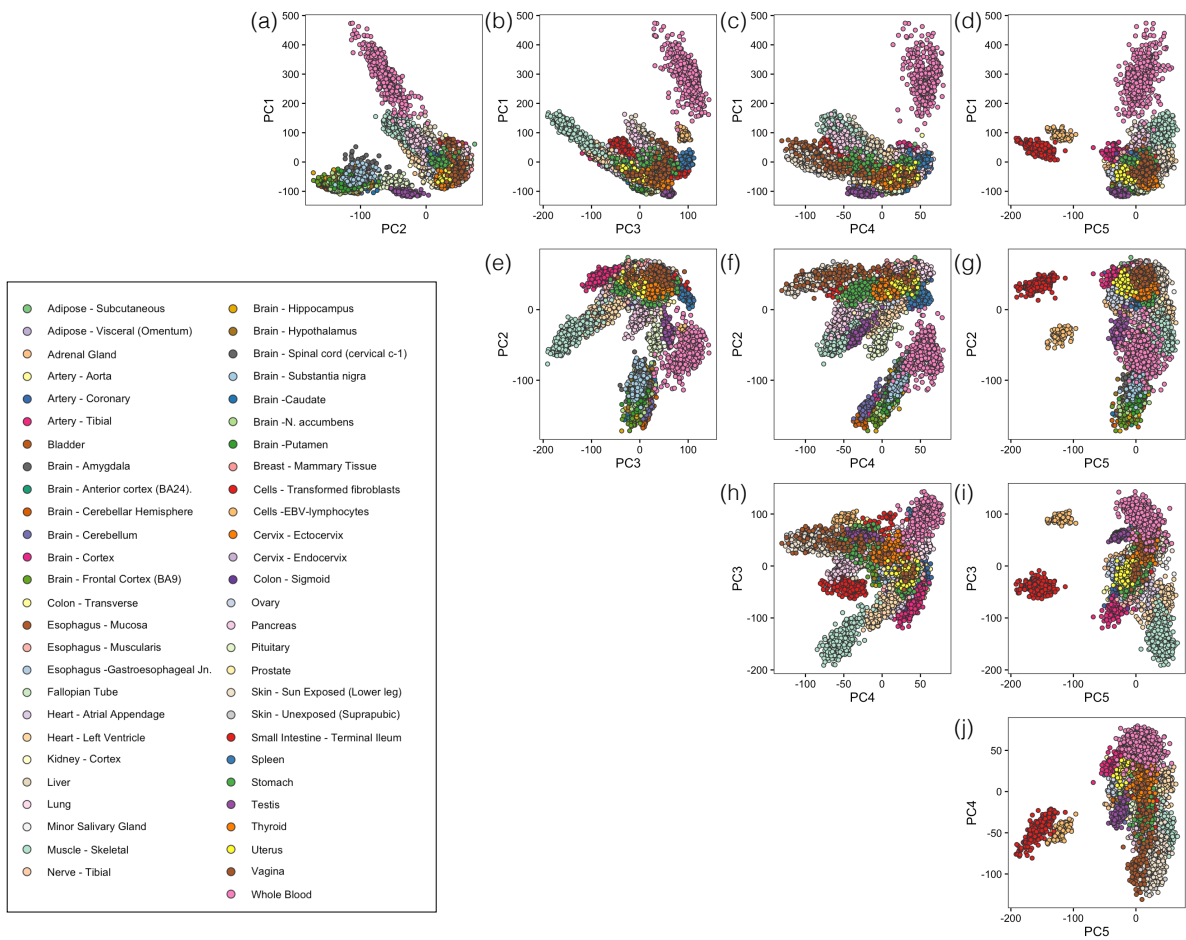 (a) (b) (c) (d)
500 500 500 500
400 400 400 400
300 300 300 300
200 200 200 200
100 100 100 100
0 0 0 0
-100 -100 -100 -100
PC1 PC1 PC1 PC1
-100 0 -200 -100 0 100 -100 -50 0 50 -200 -100 0
PC2 PC3 PC4 PC5
(e) (f) (g)
0 0 0
-100 -100 -100
PC2 PC2 PC2
-200 -100 0 100 -100 -50 0 50 -200 -100 0
PC3 PC4 PC5
Adipose - Subcutaneous
Adipose - Visceral (Omentum)
Adrenal Gland
Artery - Aorta
Artery - Coronary
Artery - Tibial
Bladder
Brain - Amygdala
Brain - Anterior cortex (BA24).
Brain - Cerebellar Hemisphere
Brain - Cerebellum
Brain - Cortex
Brain - Frontal Cortex (BA9)
Colon - Transverse
Esophagus - Mucosa
Esophagus - Muscularis
Esophagus -Gastroesophageal Jn.
Fallopian Tube
Heart - Atrial Appendage
Heart - Left Ventricle
Kidney - Cortex
Liver
Lung
Minor Salivary Gland
Muscle - Skeletal
Nerve - Tibial
Brain - Hippocampus
Brain - Hypothalamus
Brain - Spinal cord (cervical c-1)
Brain - Substantia nigra
Brain -Caudate
Brain -N. accumbens
Brain -Putamen
Breast - Mammary Tissue
Cells - Transformed fibroblasts
Cells -EBV-lymphocytes
Cervix - Ectocervix
Cervix - Endocervix
Colon - Sigmoid
Ovary
Pancreas
Pituitary
Prostate
Skin - Sun Exposed (Lower leg)
Skin - Unexposed (Suprapubic)
Small Intestine - Terminal Ileum
Spleen
Stomach
Testis
Thyroid
Uterus
Vagina
Whole Blood
(h) (i)
100 100
0 0
-100 -100
-200 -200
PC3 PC3
-100 -50 0 50 -200 -100 0
PC4 PC5
(j)
50
0
-50
-100
PC4
-200 -100 0
PC5